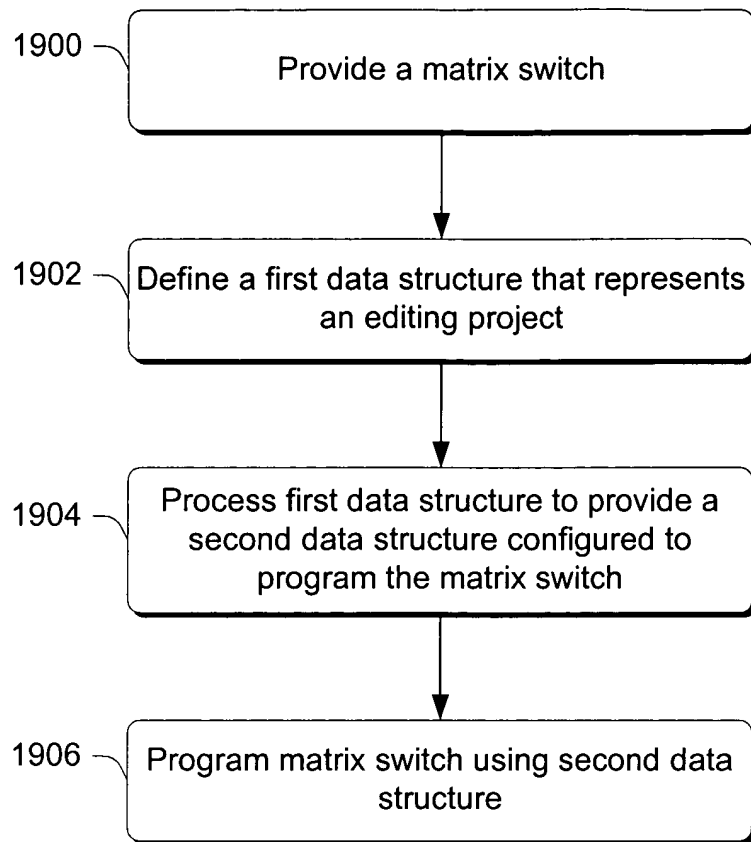 1900
Provide a matrix switch
1902
Define a first data structure that represents
an editing project
1904
Process first data structure to provide a
second data structure configured to
program the matrix switch
1906
Program matrix switch using second data
structure